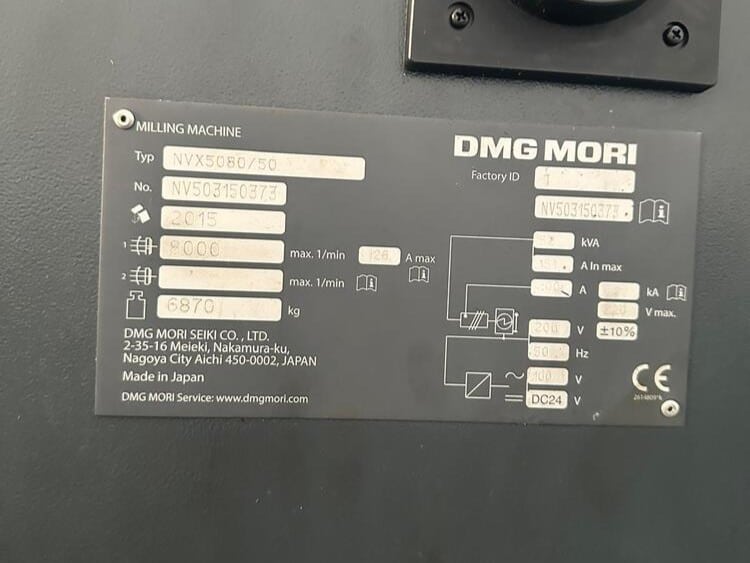 MILLING MACHINE
DMG MORI
Typ NVX5080/50
Factory ID 1
No. NV503150373
NV503150373
2015
1 8000 max. 1/min 126 A max
kVA
A In max
2 max. 1/min
A kA
6870 kg
V max.
200 V ±10%
50 Hz
100 V
DC24 V
DMG MORI SEIKI CO., LTD.
2-35-16 Meieki, Nakamura-ku,
Nagoya City Aichi 450-0002, JAPAN
Made in Japan
DMG MORI Service: www.dmgmori.com
CE